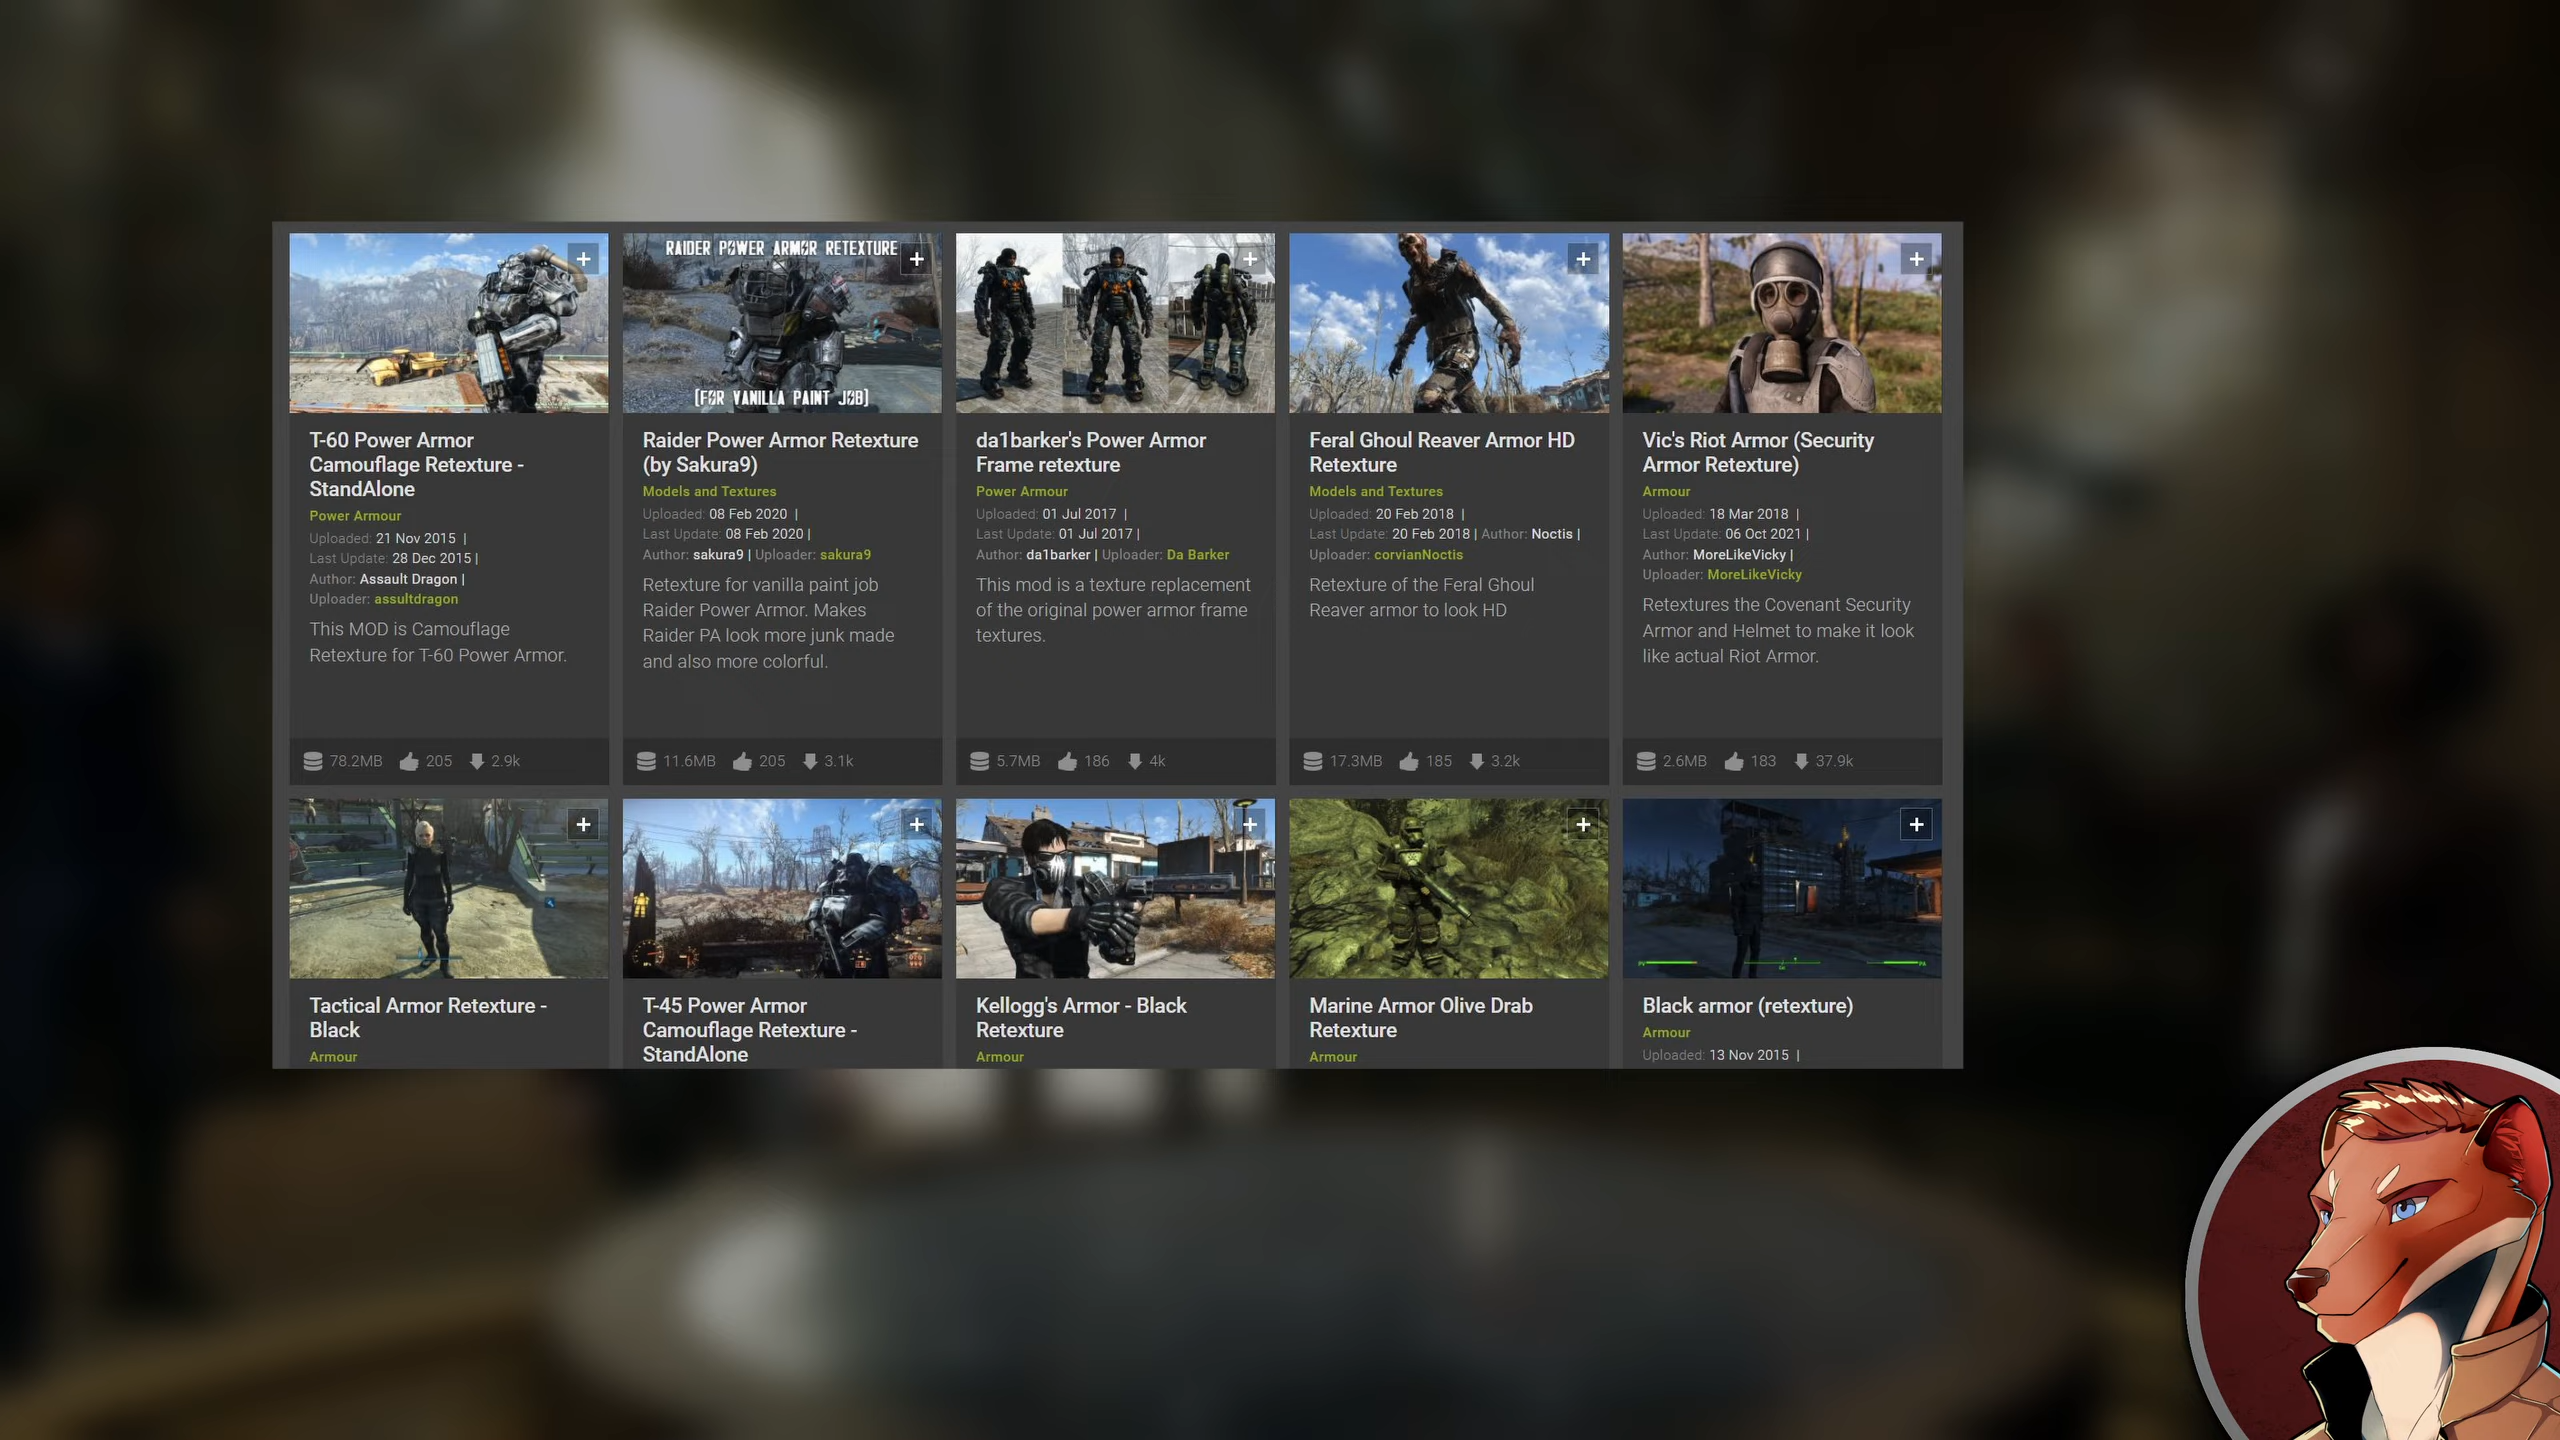 RAIDER POWER ARMOR RETEXTURE
[FOR VANILLA PAINT JOB]
T-60 Power Armor
Camouflage Retexture -
StandAlone
Power Armour
Uploaded: 21 Nov 2015 |
Last Update: 28 Dec 2015 |
Author: Assault Dragon |
Uploader: assultdragon
This MOD is Camouflage
Retexture for T-60 Power Armor.
78.2MB 205 2.9k
Raider Power Armor Retexture
(by Sakura9)
Models and Textures
Uploaded: 08 Feb 2020 |
Last Update: 08 Feb 2020 |
Author: sakura9 | Uploader: sakura9
Retexture for vanilla paint job
Raider Power Armor. Makes
Raider PA look more junk made
and also more colorful.
11.6MB 205 3.1k
da1barker's Power Armor
Frame retexture
Power Armour
Uploaded: 01 Jul 2017 |
Last Update: 01 Jul 2017 |
Author: da1barker | Uploader: Da Barker
This mod is a texture replacement
of the original power armor frame
textures.
5.7MB 186 4k
Feral Ghoul Reaver Armor HD
Retexture
Models and Textures
Uploaded: 20 Feb 2018 |
Last Update: 20 Feb 2018 | Author: Noctis |
Uploader: corvianNoctis
Retexture of the Feral Ghoul
Reaver armor to look HD
17.3MB 185 3.2k
Vic's Riot Armor (Security
Armor Retexture)
Armour
Uploaded: 18 Mar 2018 |
Last Update: 06 Oct 2021 |
Author: MoreLikeVicky |
Uploader: MoreLikeVicky
Retextures the Covenant Security
Armor and Helmet to make it look
like actual Riot Armor.
2.6MB 183 37.9k
Tactical Armor Retexture -
Black
Armour
T-45 Power Armor
Camouflage Retexture -
StandAlone
Kellogg's Armor - Black
Retexture
Armour
Marine Armor Olive Drab
Retexture
Armour
Black armor (retexture)
Armour
Uploaded: 13 Nov 2015 |